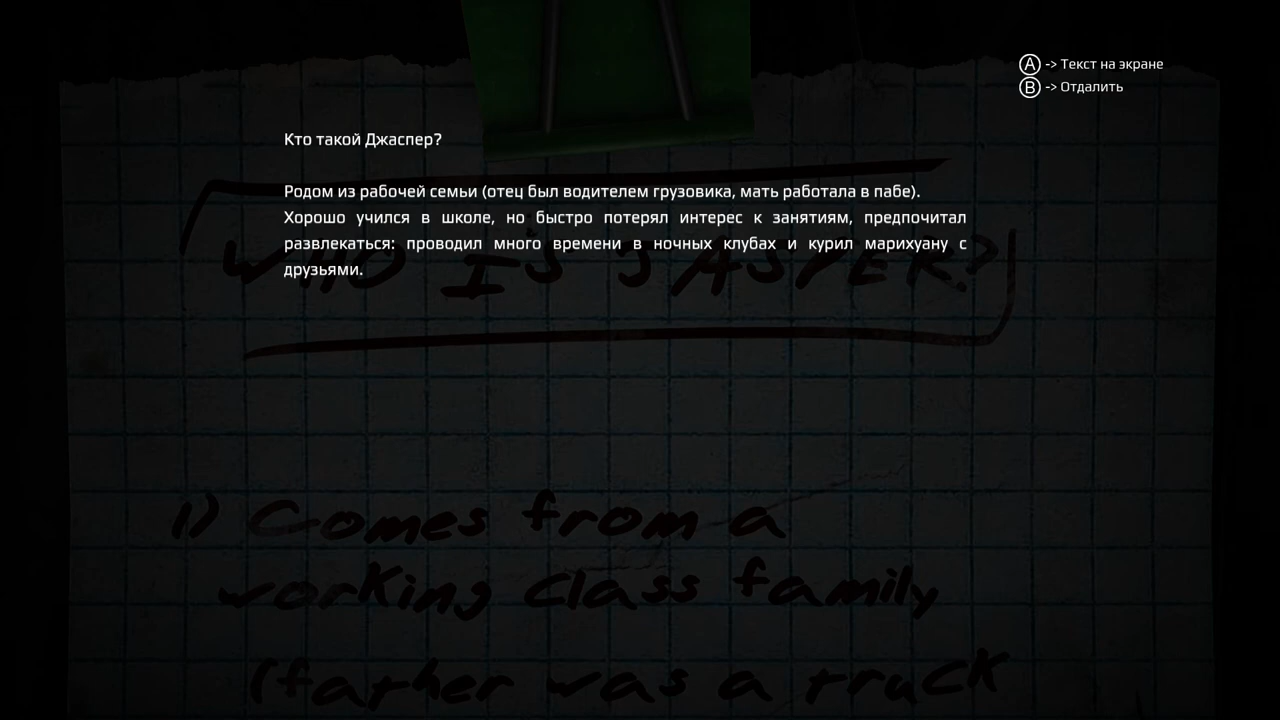 Ⓐ -> Текст на экране
Ⓑ -> Отдалить
Кто такой Джаспер?
Родом из рабочей семьи (отец был водителем грузовика, мать работала в пабе).
Хорошо учился в школе, но быстро потерял интерес к занятиям, предпочитал
развлекаться: проводил много времени в ночных клубах и курил марихуану с
друзьями.
WHO IS JASPER?
1) Comes from a
working class family
(father was a truck